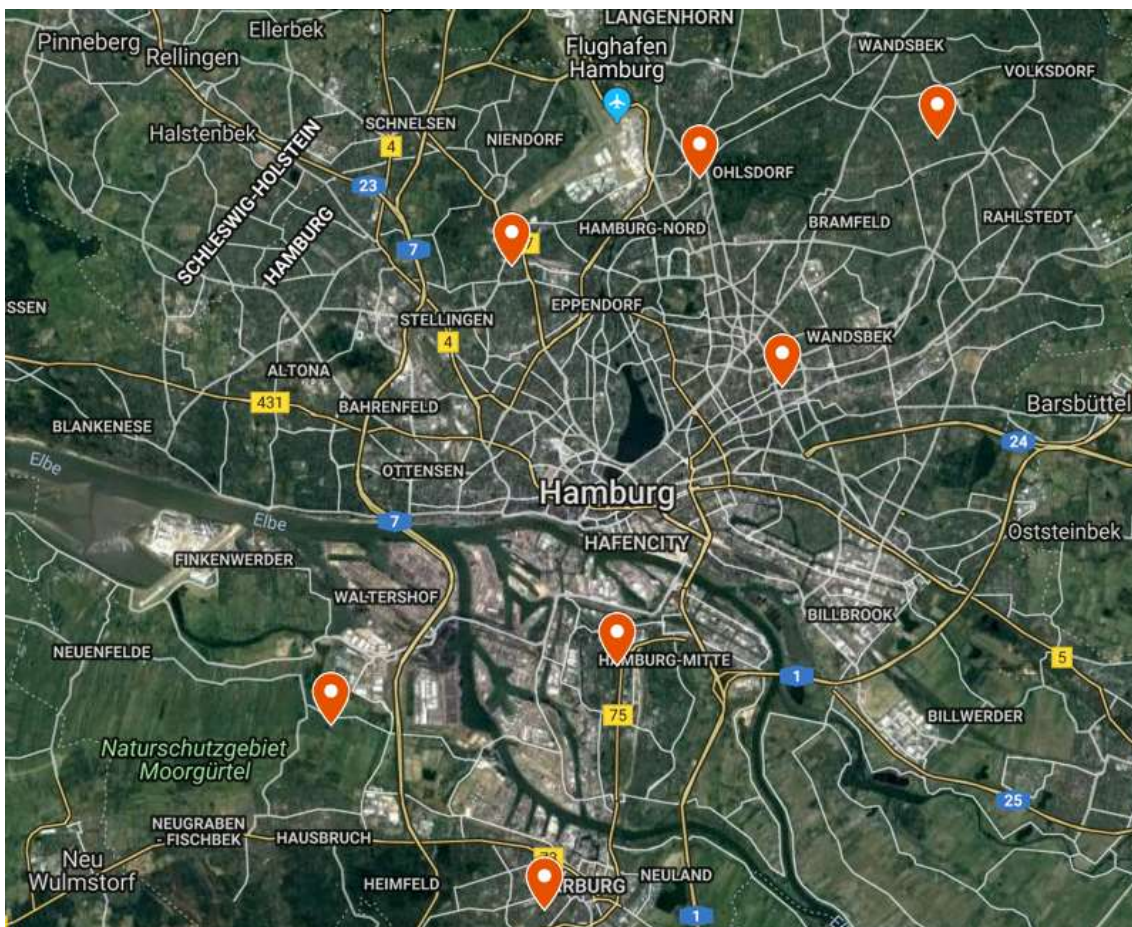 LANGENHORN
Ellerbek
Pinneberg
Rellingen
Flughafen
Hamburg
WANDSBEK
VOLKSDORF
Halstenbek
SCHNELSEN
NIENDORF
4
OHLSDORF
23
SCHLESWIG-HOLSTEIN
HAMBURG
BRAMFELD
RAHLSTEDT
HAMBURG-NORD
7
SSEN
EPPENDORF
STELLINGEN
4
WANDSBEK
ALTONA
431
BAHRENFELD
BLANKENESE
Barsbüttel
24
Elbe
OTTENSEN
Hamburg
Elbe
7
HAFENCITY
Oststeinbek
FINKENWERDER
WALTERSHOF
BILLBROOK
NEUENFELDE
HAMBURG-MITTE
5
1
75
BILLWERDER
Naturschutzgebiet
Moorgürtel
25
NEUGRABEN
- FISCHBEK
HAUSBRUCH
Neu
Wulmstorf
HEIMFELD
ARBURG
NEULAND
1